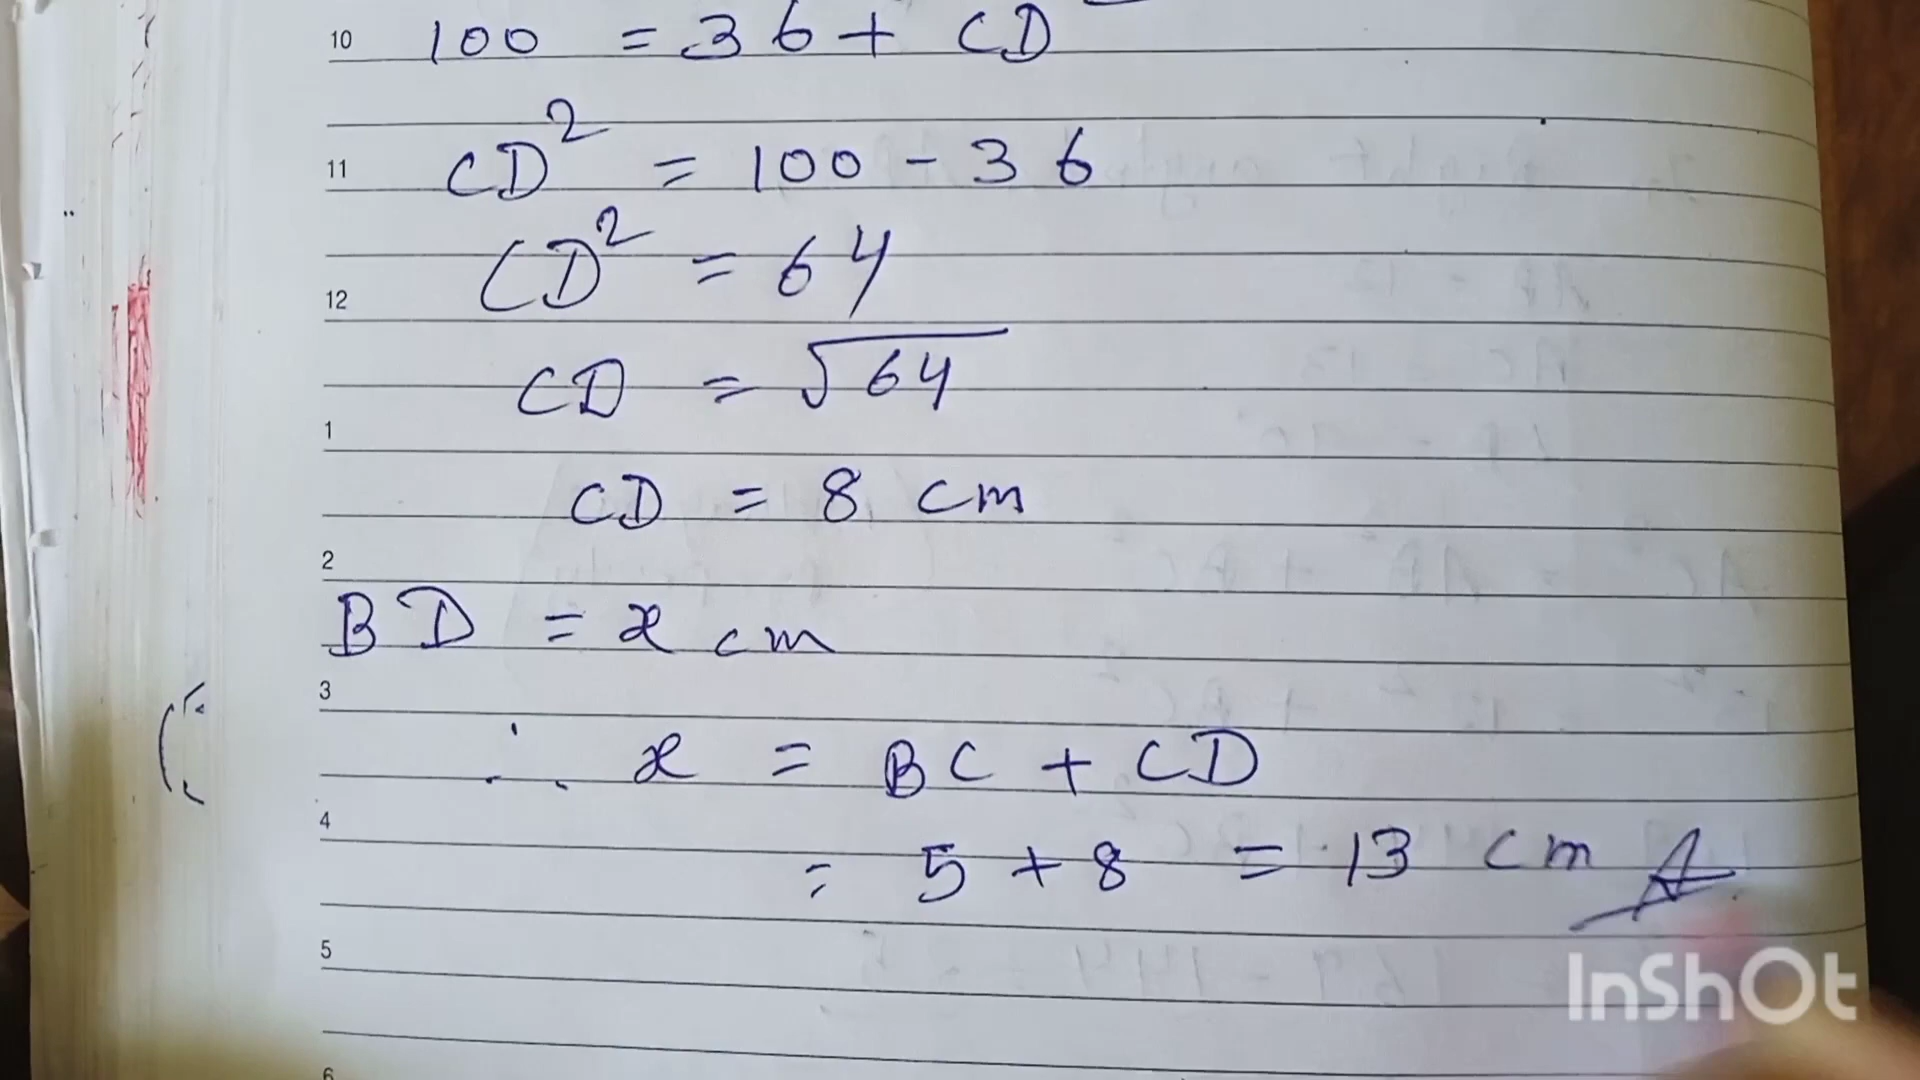 10 100 = 36 + CD
11 CD² = 100 - 36
12 CD² = 64
CD = √64
1
CD = 8 cm
2
BD = x cm
3
∴ x = BC + CD
4
= 5 + 8 = 13 cm A
5
6
InShOt